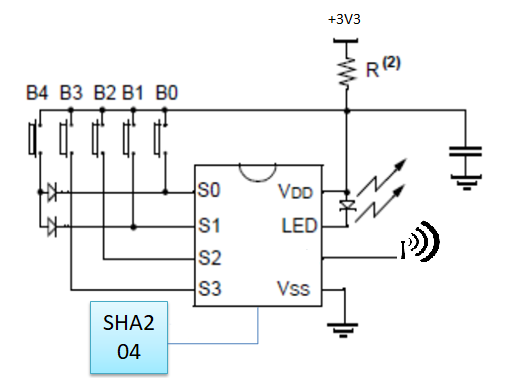 +3V3
R(2)
B4 B3 B2 B1 B0
S0 VDD
S1 LED
S2
S3 VSS
SHA2
04